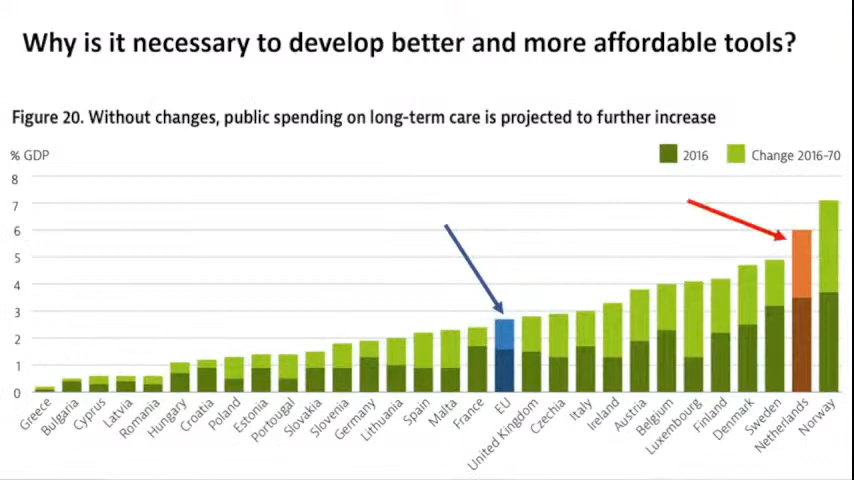 Why is it necessary to develop better and more affordable tools?
Figure 20. Without changes, public spending on long-term care is projected to further increase
% GDP
2016
Change 2016-70
8
7
6
5
4
3
2
1
0
Greece
Bulgaria
Cyprus
Latvia
Romania
Hungary
Croatia
Poland
Estonia
Portougal
Slovakia
Slovenia
Germany
Lithuania
Spain
Malta
France
EU
United Kingdom
Czechia
Italy
Ireland
Austria
Belgium
Luxembourg
Finland
Denmark
Sweden
Netherlands
Norway